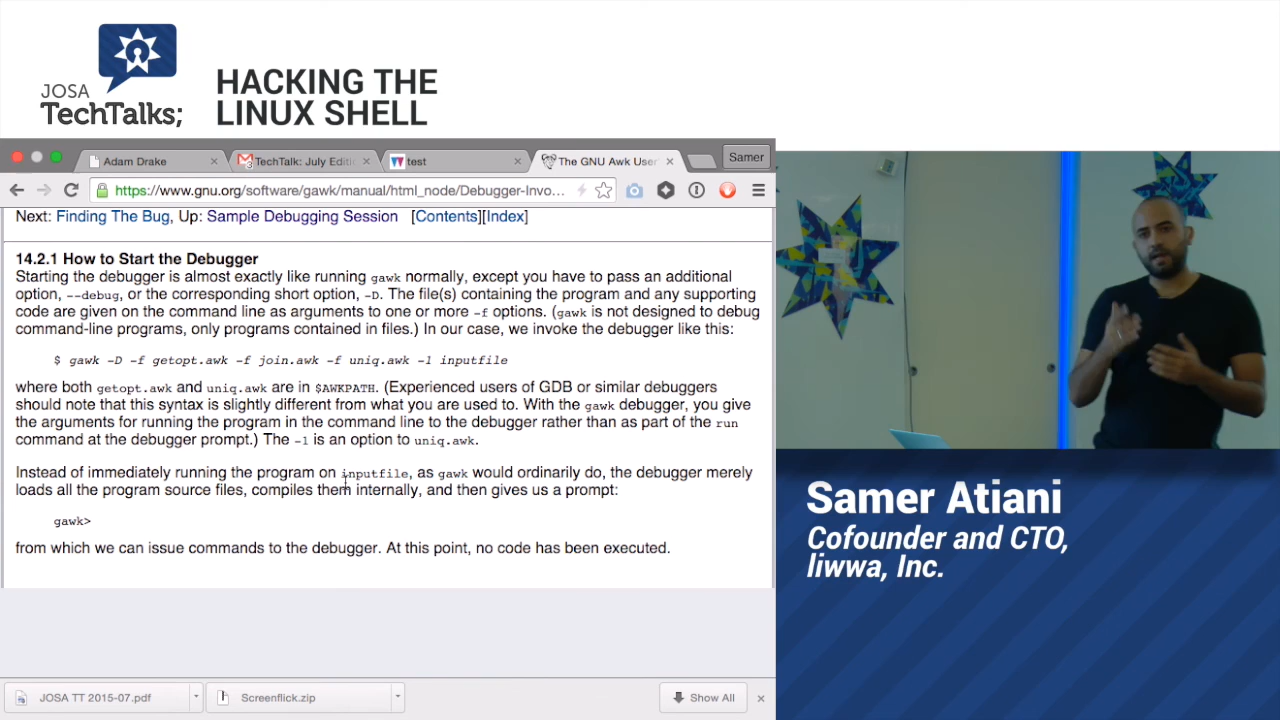 JOSA
TechTalks;
HACKING THE
LINUX SHELL
Adam Drake
TechTalk: July Editi
test
The GNU Awk User
Samer
https://www.gnu.org/software/gawk/manual/html_node/Debugger-Invo...
Next: Finding The Bug, Up: Sample Debugging Session [Contents][Index]
14.2.1 How to Start the Debugger
Starting the debugger is almost exactly like running gawk normally, except you have to pass an additional
option, --debug, or the corresponding short option, -D. The file(s) containing the program and any supporting
code are given on the command line as arguments to one or more -f options. (gawk is not designed to debug
command-line programs, only programs contained in files.) In our case, we invoke the debugger like this:
$ gawk -D -f getopt.awk -f join.awk -f uniq.awk -1 inputfile
where both getopt.awk and uniq.awk are in $AWKPATH. (Experienced users of GDB or similar debuggers
should note that this syntax is slightly different from what you are used to. With the gawk debugger, you give
the arguments for running the program in the command line to the debugger rather than as part of the run
command at the debugger prompt.) The -1 is an option to uniq.awk.
Instead of immediately running the program on inputfile, as gawk would ordinarily do, the debugger merely
loads all the program source files, compiles them internally, and then gives us a prompt:
gawk>
from which we can issue commands to the debugger. At this point, no code has been executed.
JOSA TT 2015-07.pdf
Screenflick.zip
Show All
Samer Atiani
Cofounder and CTO,
liwwa, Inc.